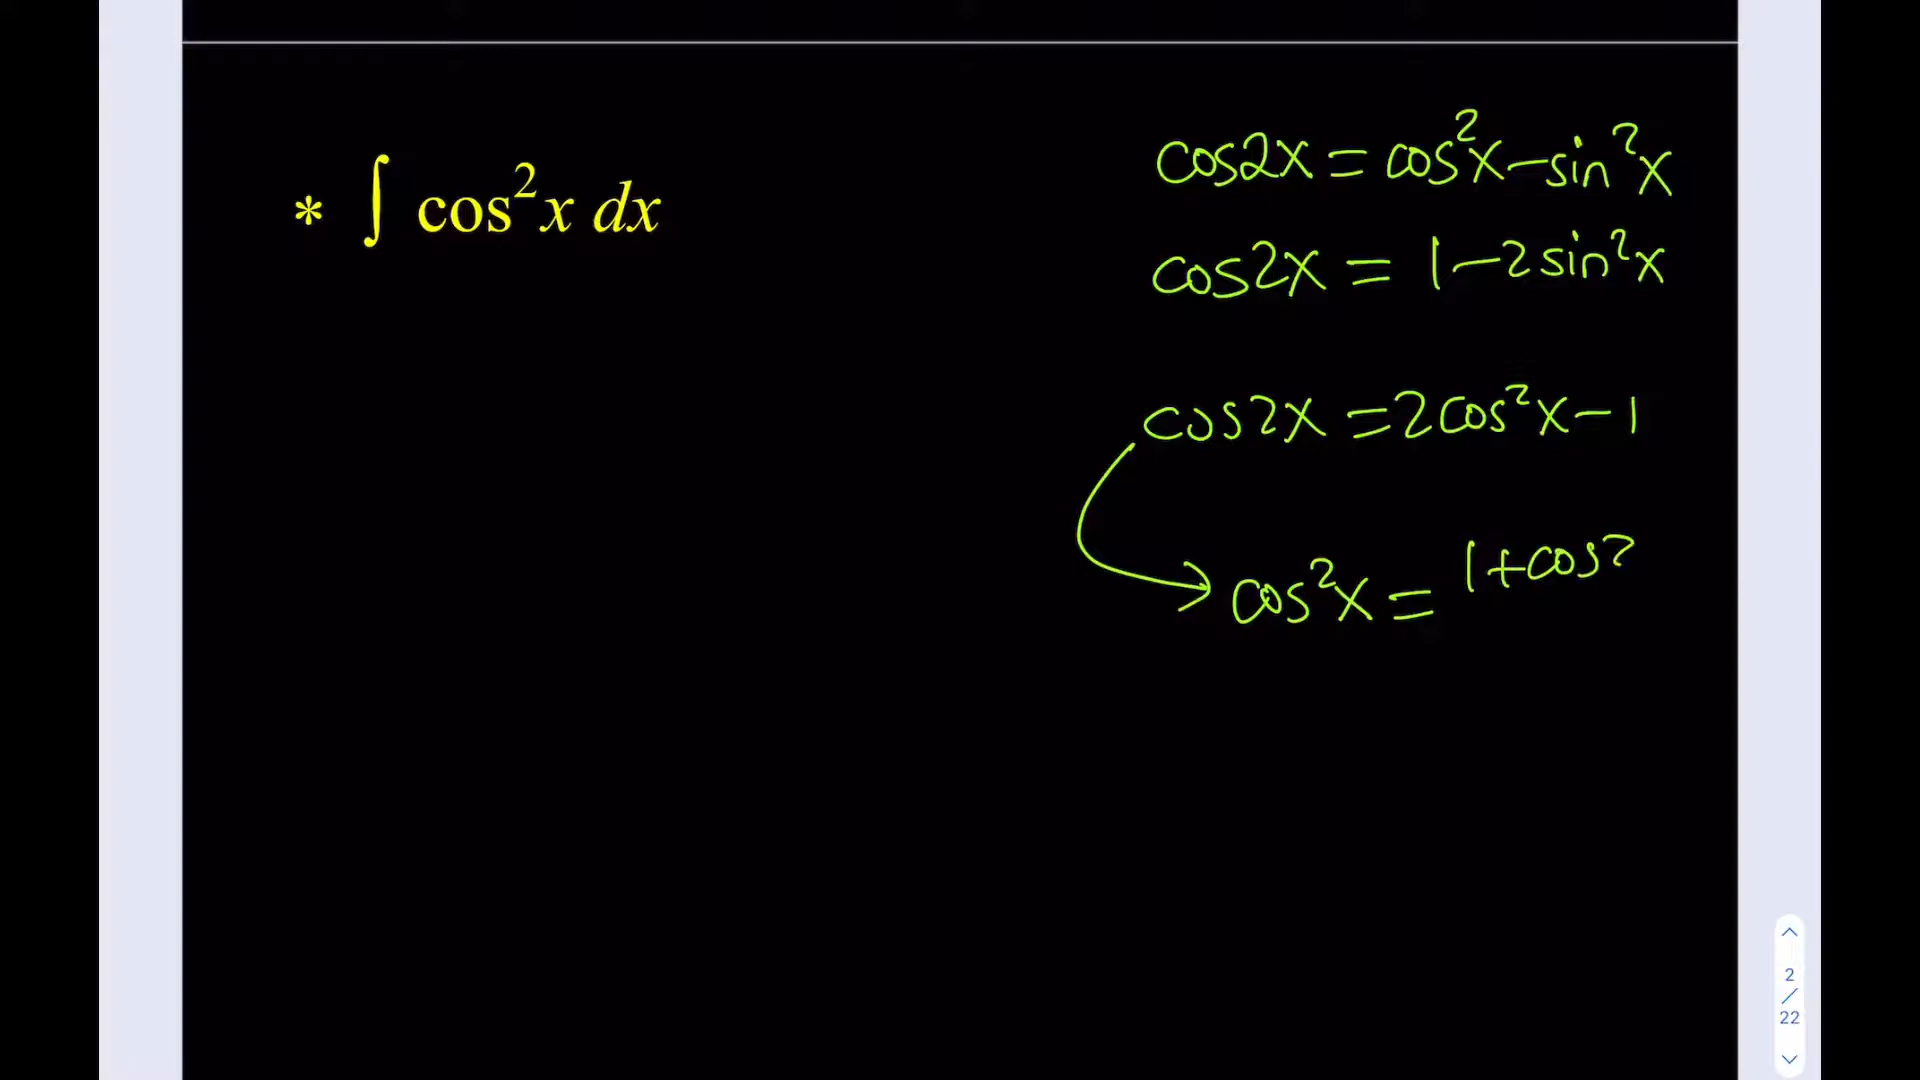 * ∫ cos²x dx
cos2x = cos²x - sin²x
cos2x = 1 - 2sin²x
cos2x = 2cos²x - 1
cos²x = 1+cos2
2
/
22